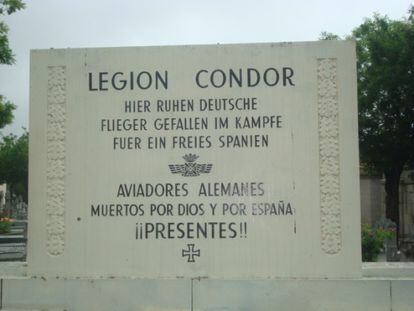 LEGION CONDOR
HIER RUHEN DEUTSCHE
FLIEGER GEFALLEN IM KAMPFE
FUER EIN FREIES SPANIEN
AVIADORES ALEMANES
MUERTOS POR DIOS Y POR ESPAÑA
¡¡PRESENTES!!